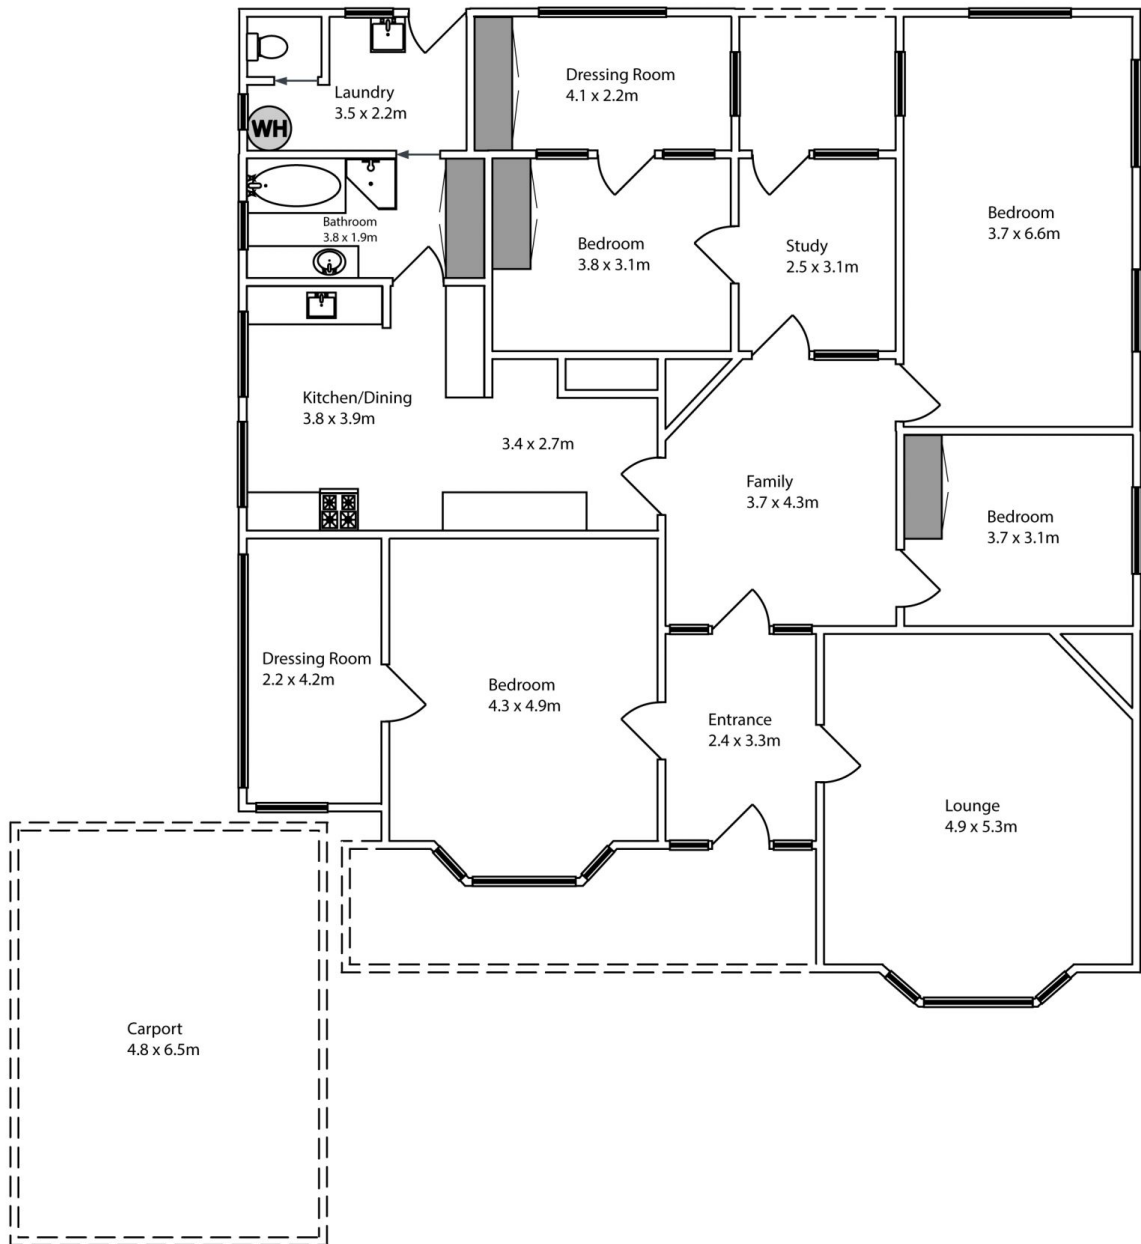 Dressing Room
4.1 x 2.2m
Laundry
3.5 x 2.2m
WH
Bathroom
3.8 x 1.9m
Bedroom
3.8 x 3.1m
Study
2.5 x 3.1m
Bedroom
3.7 x 6.6m
Kitchen/Dining
3.8 x 3.9m
3.4 x 2.7m
Family
3.7 x 4.3m
Bedroom
3.7 x 3.1m
Dressing Room
2.2 x 4.2m
Bedroom
4.3 x 4.9m
Entrance
2.4 x 3.3m
Lounge
4.9 x 5.3m
Carport
4.8 x 6.5m